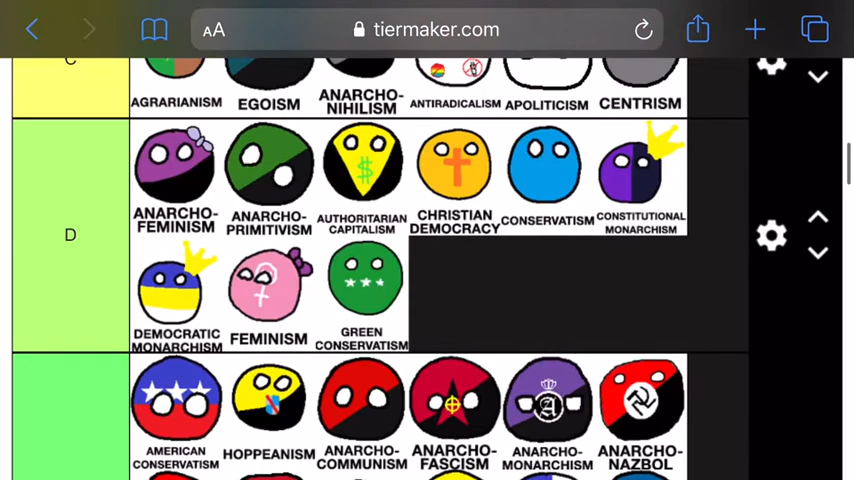 AA
tiermaker.com
C
AGRARIANISM
EGOISM
ANARCHO-
NIHILISM
ANTIRADICALISM
APOLITICISM
CENTRISM
D
ANARCHO-
FEMINISM
ANARCHO-
PRIMITIVISM
$
AUTHORITARIAN
CAPITALISM
CHRISTIAN
DEMOCRACY
CONSERVATISM
CONSTITUTIONAL
MONARCHISM
DEMOCRATIC
MONARCHISM
FEMINISM
GREEN
CONSERVATISM
AMERICAN
CONSERVATISM
HOPPEANISM
ANARCHO-
COMMUNISM
ANARCHO-
FASCISM
A
ANARCHO-
MONARCHISM
ANARCHO-
NAZBOL